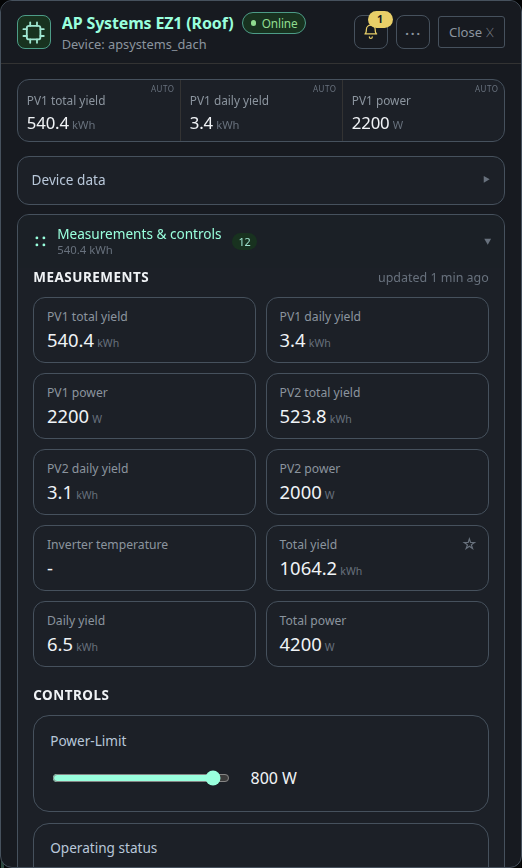 AP Systems EZ1 (Roof)
Online
1
...
Close X
Device: apsystems_dach
AUTO
PV1 total yield
540.4 kWh
AUTO
PV1 daily yield
3.4 kWh
AUTO
PV1 power
2200 W
Device data
Measurements & controls
12
540.4 kWh
MEASUREMENTS
updated 1 min ago
PV1 total yield
540.4 kWh
PV1 daily yield
3.4 kWh
PV1 power
2200 W
PV2 total yield
523.8 kWh
PV2 daily yield
3.1 kWh
PV2 power
2000 W
Inverter temperature
-
Total yield
1064.2 kWh
Daily yield
6.5 kWh
Total power
4200 W
CONTROLS
Power-Limit
800 W
Operating status